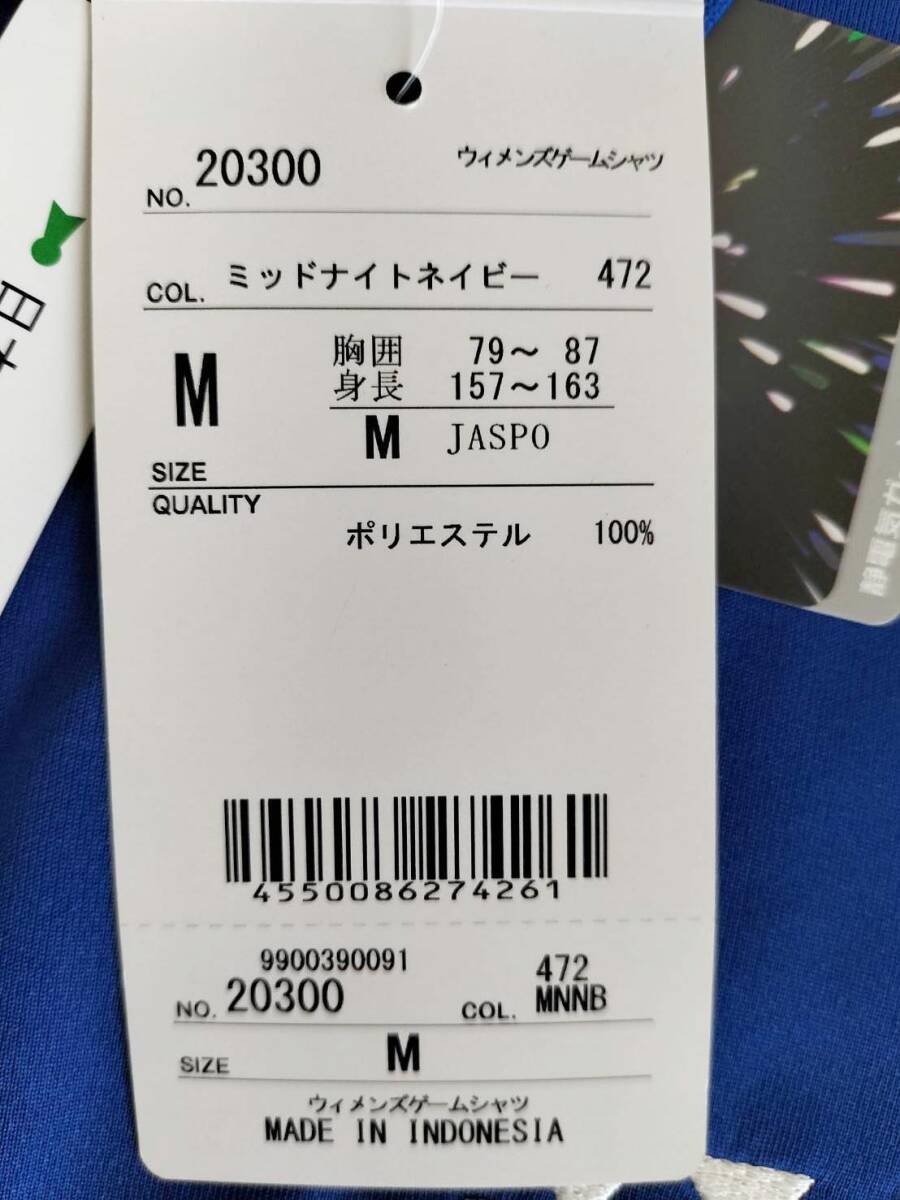 NO. 20300 ウィメンズゲームシャツ
COL. ミッドナイトネイビー 472
M
胸囲 79～ 87
身長 157～163
M JASPO
SIZE
QUALITY
ポリエステル 100%
4550086274261
9900390091
NO. 20300 COL. 472 MNNB
SIZE M
ウィメンズゲームシャツ
MADE IN INDONESIA